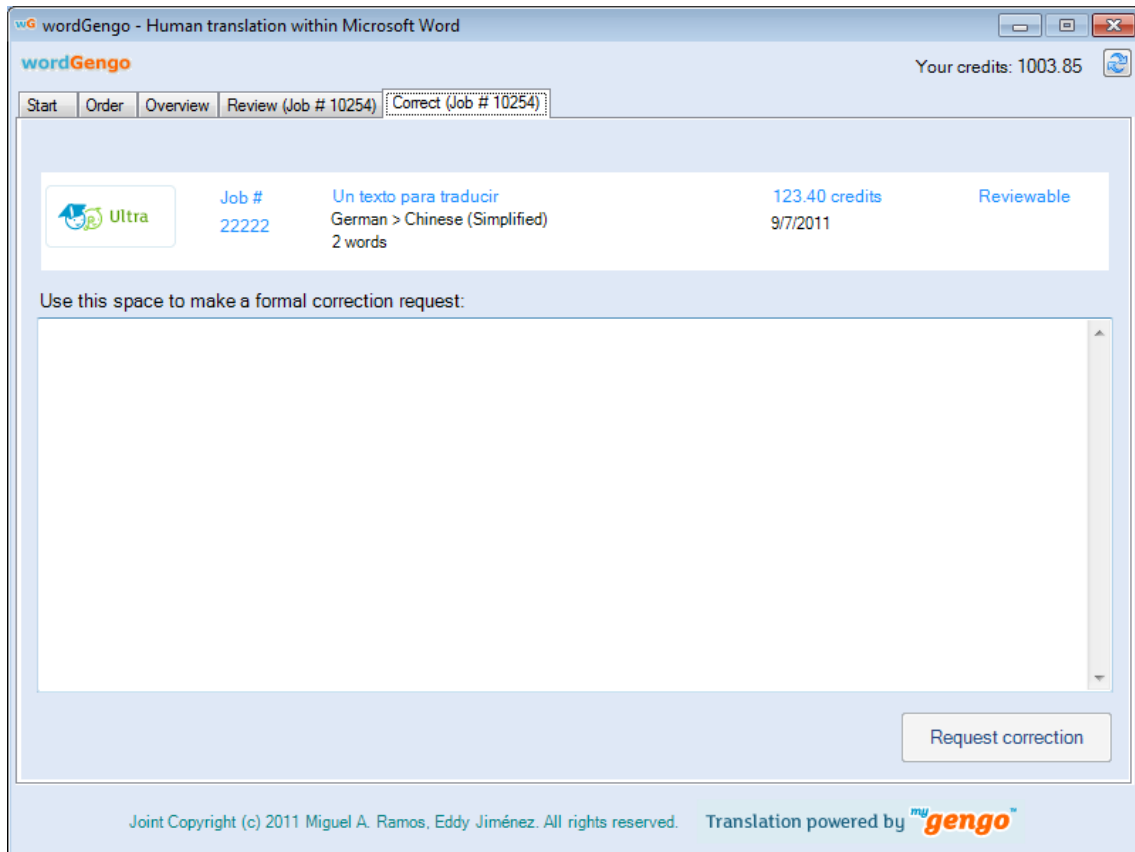 wG wordGengo - Human translation within Microsoft Word
wordGengo
Your credits: 1003.85
Start Order Overview Review (Job # 10254) Correct (Job # 10254)
Ultra
Job # Un texto para traducir 123.40 credits Reviewable
22222 German > Chinese (Simplified) 9/7/2011
2 words
Use this space to make a formal correction request:
Request correction
Joint Copyright (c) 2011 Miguel A. Ramos, Eddy Jiménez. All rights reserved. Translation powered by my gengo™